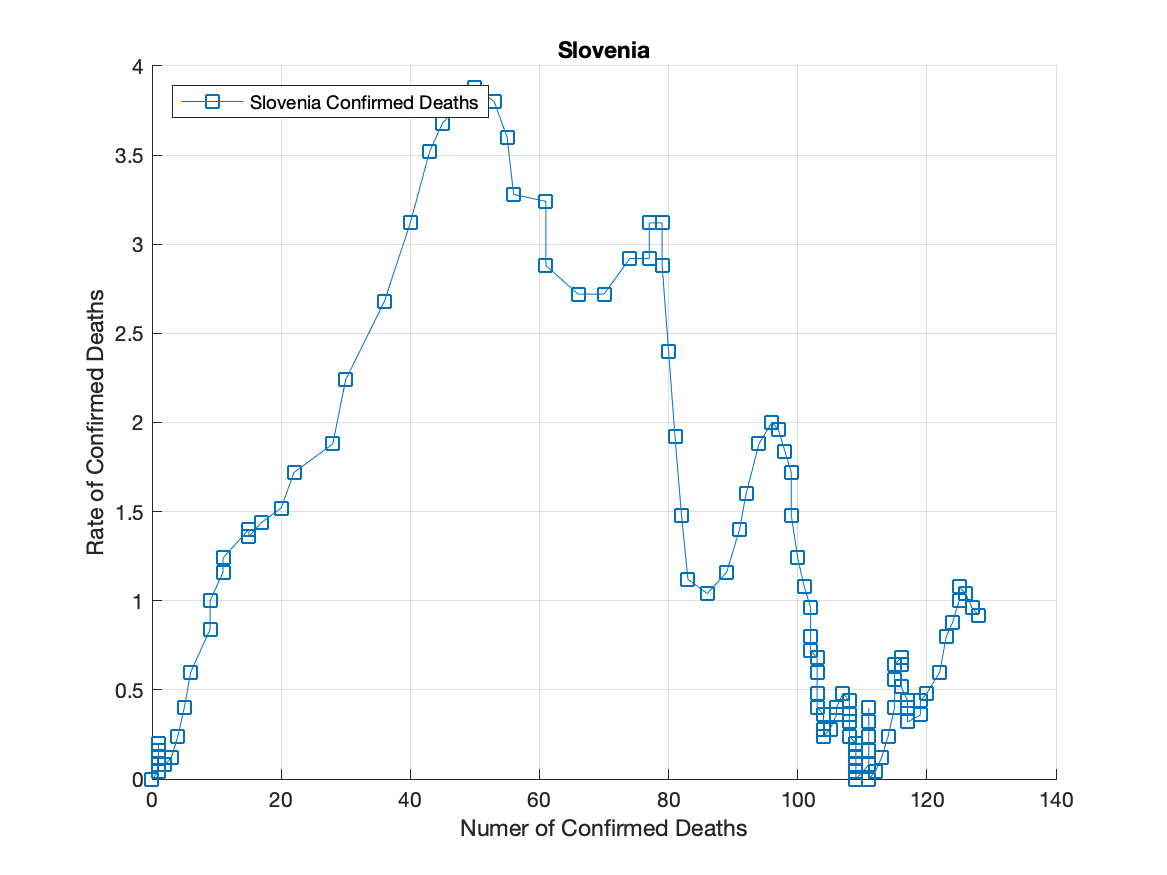 Slovenia
Slovenia Confirmed Deaths
4
3.5
3
2.5
2
1.5
1
0.5
0
Rate of Confirmed Deaths
0 20 40 60 80 100 120 140
Numer of Confirmed Deaths